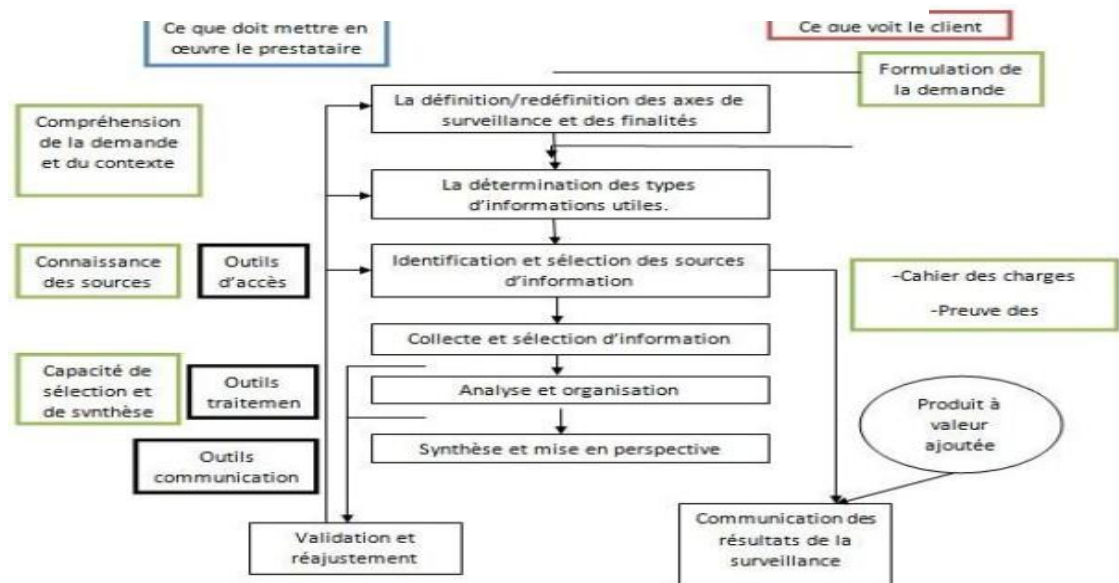 Ce que doit mettre en
œuvre le prestataire
Ce que voit le client
Formulation de
la demande
La définition/redéfinition des axes de
surveillance et des finalités
Compréhension
de la demande
et du contexte
La détermination des types
d'informations utiles.
Connaissance
des sources
Outils
d'accès
Identification et sélection des sources
d'information
-Cahier des charges
-Preuve des
Collecte et sélection d'information
Capacité de
sélection et
de synthèse
Outils
traitemen
Analyse et organisation
Produit à
valeur
ajoutée
Synthèse et mise en perspective
Outils
communication
Validation et
réajustement
Communication des
résultats de la
surveillance